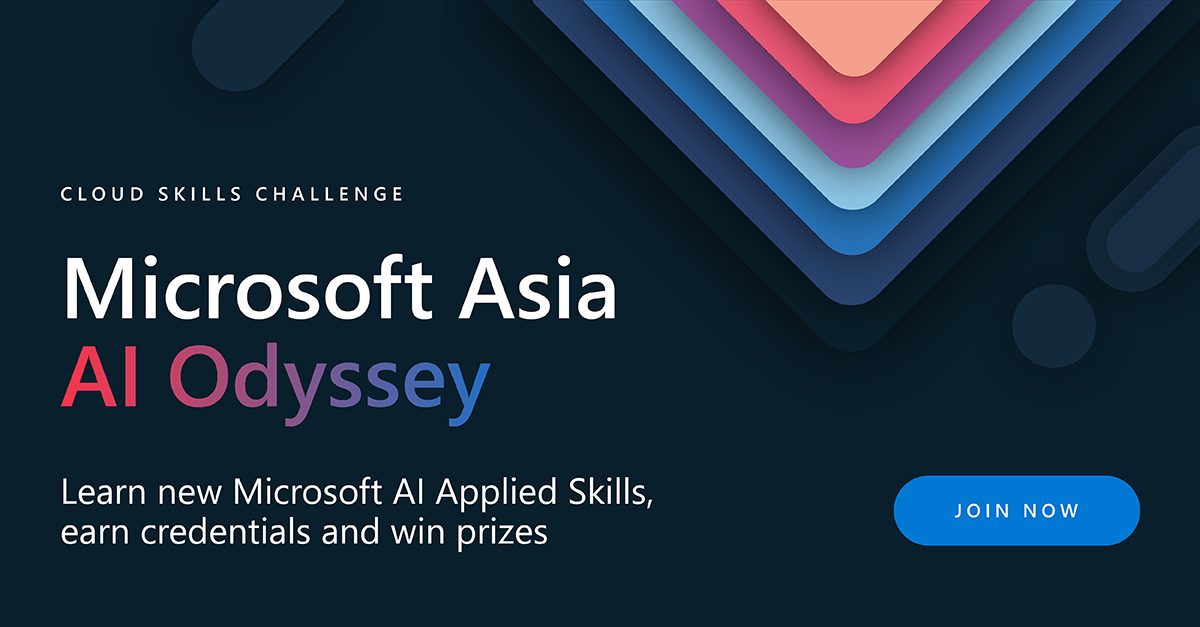 CLOUD SKILLS CHALLENGE
Microsoft Asia
AI Odyssey
Learn new Microsoft AI Applied Skills,
earn credentials and win prizes
JOIN NOW